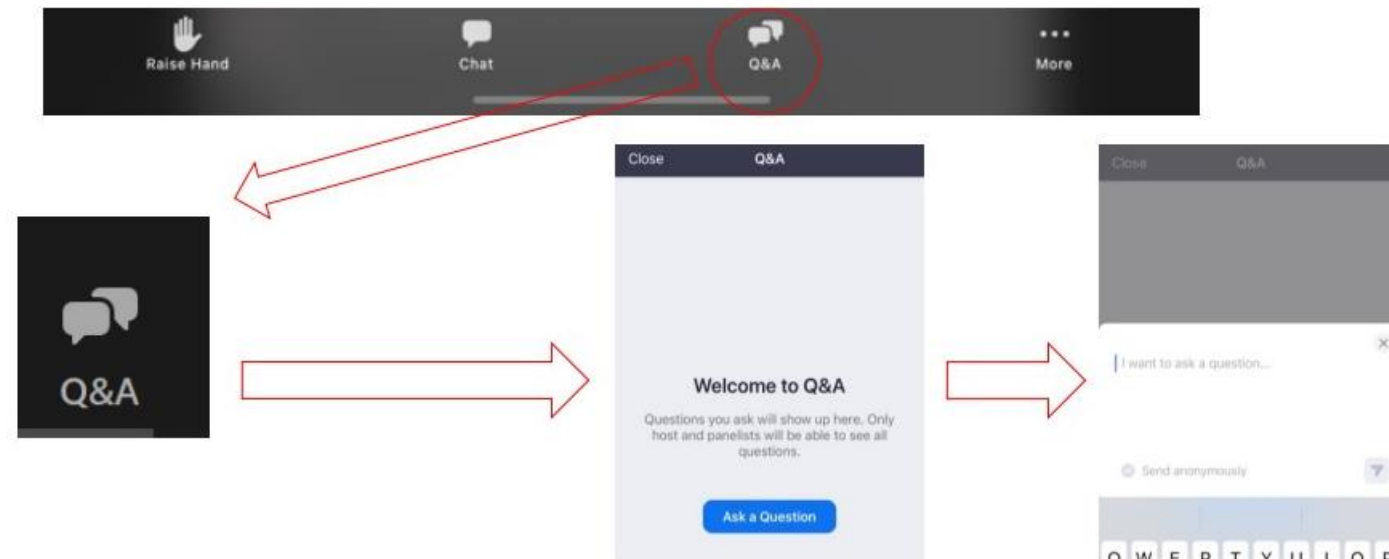 Raise Hand
Chat
Q&A
More
Q&A
Close Q&A
Welcome to Q&A
Questions you ask will show up here. Only
host and panelists will be able to see all
questions.
Ask a Question
Close Q&A
I want to ask a question...
Send anonymously
Q W E R T Y U I O P